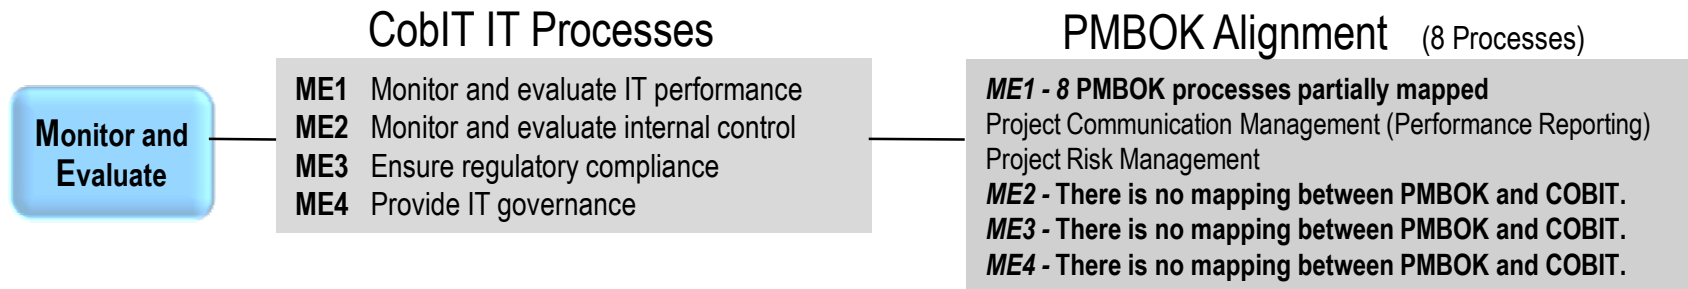 CobIT IT Processes
PMBOK Alignment (8 Processes)
Monitor and
Evaluate
ME1 Monitor and evaluate IT performance
ME2 Monitor and evaluate internal control
ME3 Ensure regulatory compliance
ME4 Provide IT governance
ME1 - 8 PMBOK processes partially mapped
Project Communication Management (Performance Reporting)
Project Risk Management
ME2 - There is no mapping between PMBOK and COBIT.
ME3 - There is no mapping between PMBOK and COBIT.
ME4 - There is no mapping between PMBOK and COBIT.